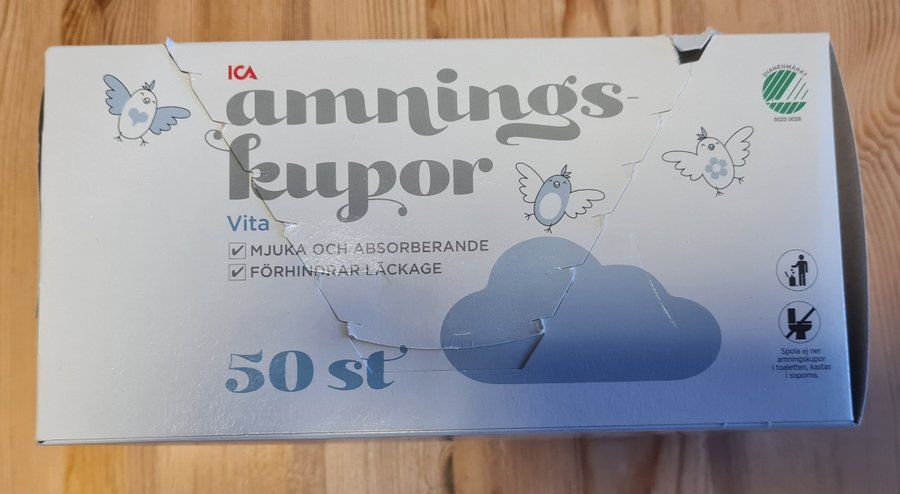 ICA
amnings-
kupor
Vita
MJUKA OCH ABSORBERANDE
FÖRHINDRAR LÄCKAGE
50 st
SVANENMÄRKT
5023 0028
Spola ej ner
amningskupor
i toaletten, kastas
i soporna.